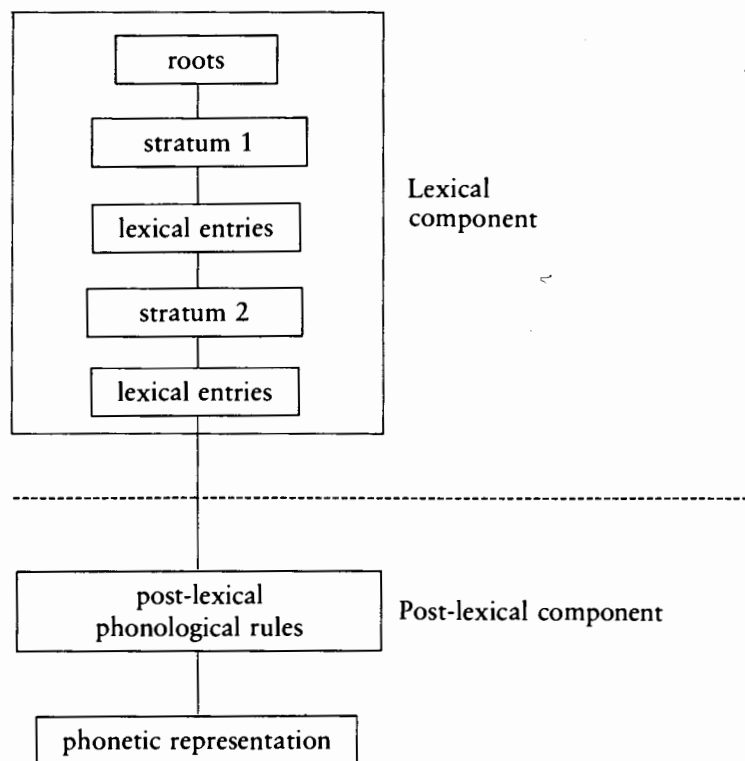 roots
stratum 1
lexical entries
Lexical
component
stratum 2
lexical entries
post-lexical
phonological rules
Post-lexical component
phonetic representation